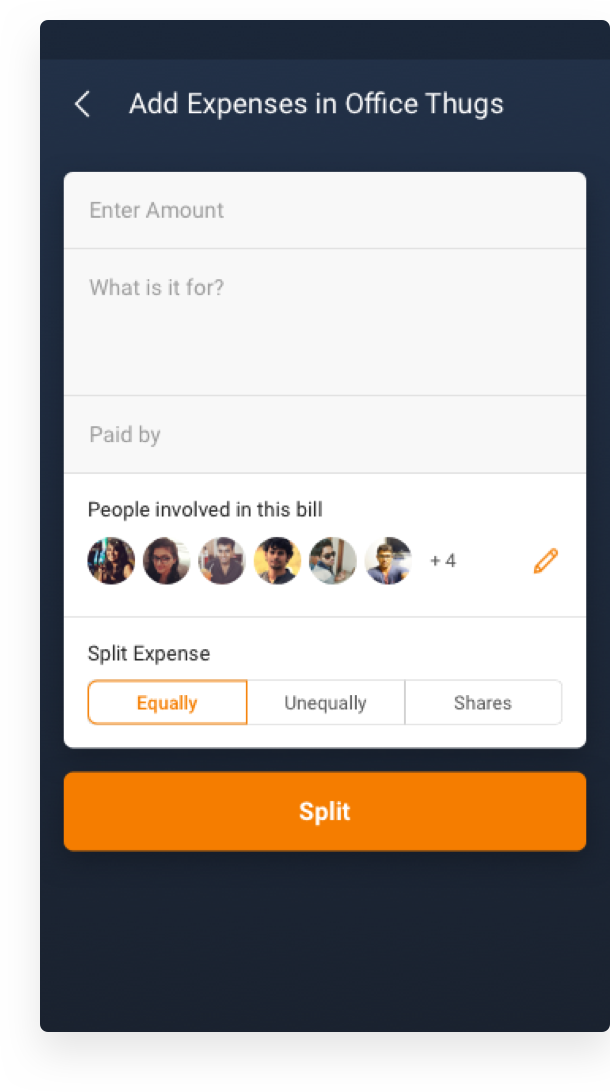 Add Expenses in Office Thugs
Enter Amount
What is it for?
Paid by
People involved in this bill
+ 4
Split Expense
Equally Unequally Shares
Split